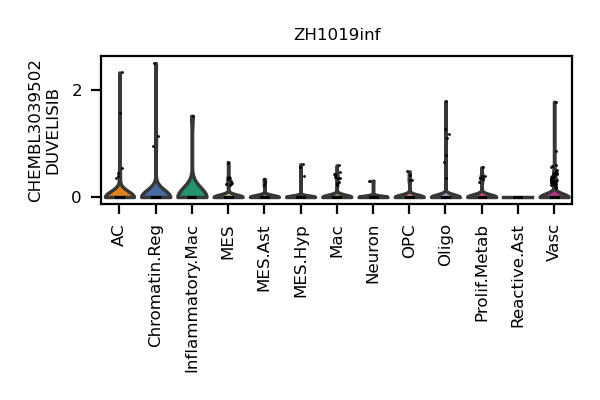 ZH1019inf
CHEMBL3039502
DUVELISIB
2
0
AC
Chromatin.Reg
Inflammatory.Mac
MES
MES.Ast
MES.Hyp
Mac
Neuron
OPC
Oligo
Prolif.Metab
Reactive.Ast
Vasc